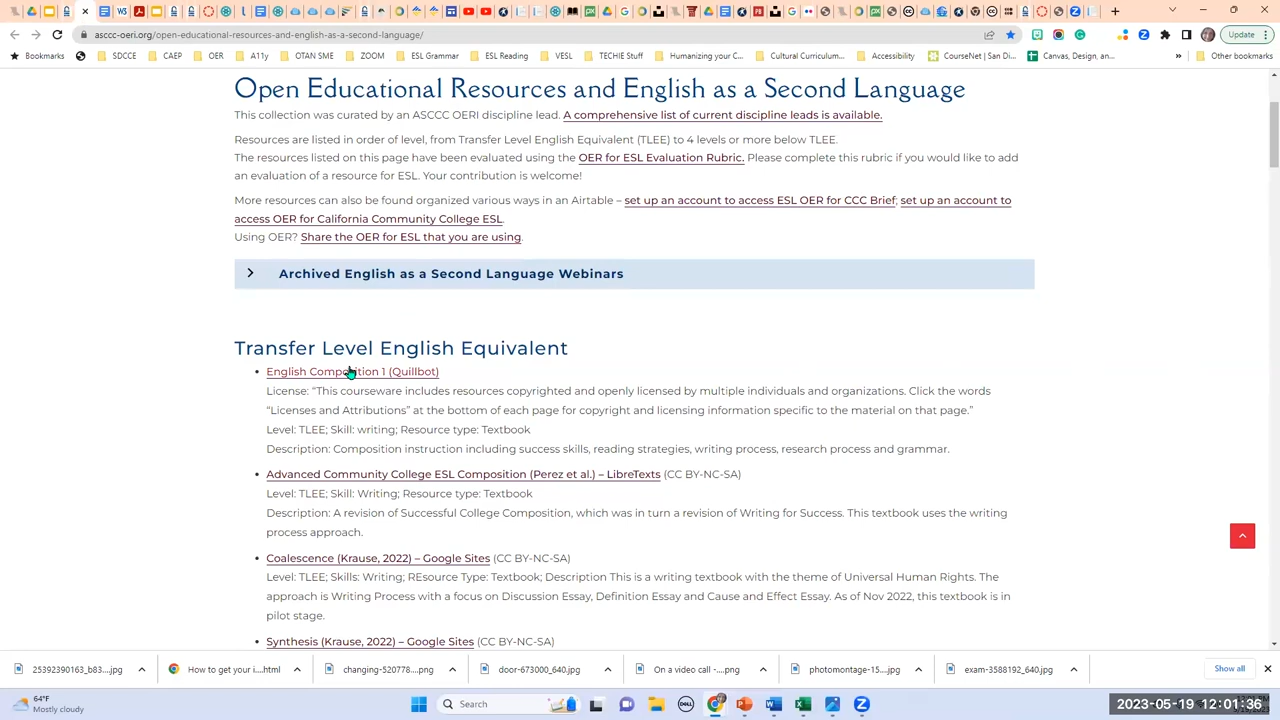 asccc-oeri.org/open-educational-resources-and-english-as-a-second-language/
Update
Bookmarks SDCCE CAEP OER A11y OTAN SME ZOOM ESL Grammar ESL Reading VESL TECHIE Stuff Humanizing your C... Cultural Curriculum... Accessibility CourseNet | San Di... Canvas, Design, an... » Other bookmarks
Open Educational Resources and English as a Second Language
This collection was curated by an ASCCC OERI discipline lead. A comprehensive list of current discipline leads is available.
Resources are listed in order of level, from Transfer Level English Equivalent (TLEE) to 4 levels or more below TLEE.
The resources listed on this page have been evaluated using the OER for ESL Evaluation Rubric. Please complete this rubric if you would like to add
an evaluation of a resource for ESL. Your contribution is welcome!
More resources can also be found organized various ways in an Airtable – set up an account to access ESL OER for CCC Brief; set up an account to
access OER for California Community College ESL.
Using OER? Share the OER for ESL that you are using.
Archived English as a Second Language Webinars
Transfer Level English Equivalent
English Composition 1 (Quillbot)
License: “This courseware includes resources copyrighted and openly licensed by multiple individuals and organizations. Click the words
“Licenses and Attributions” at the bottom of each page for copyright and licensing information specific to the material on that page.”
Level: TLEE; Skill: writing; Resource type: Textbook
Description: Composition instruction including success skills, reading strategies, writing process, research process and grammar.
Advanced Community College ESL Composition (Perez et al.) – LibreTexts (CC BY-NC-SA)
Level: TLEE; Skill: Writing; Resource type: Textbook
Description: A revision of Successful College Composition, which was in turn a revision of Writing for Success. This textbook uses the writing
process approach.
Coalescence (Krause, 2022) – Google Sites (CC BY-NC-SA)
Level: TLEE; Skills: Writing; REsource Type: Textbook; Description This is a writing textbook with the theme of Universal Human Rights. The
approach is Writing Process with a focus on Discussion Essay, Definition Essay and Cause and Effect Essay. As of Nov 2022, this textbook is in
pilot stage.
Synthesis (Krause, 2022) – Google Sites (CC BY-NC-SA)
25392390163_b83....jpg How to get your i....html changing-520778....png door-673000_640.jpg On a video call -....png photomontage-15....jpg exam-3588192_640.jpg Show all
64°F
Mostly cloudy
Search
2023-05-19 12:01:36